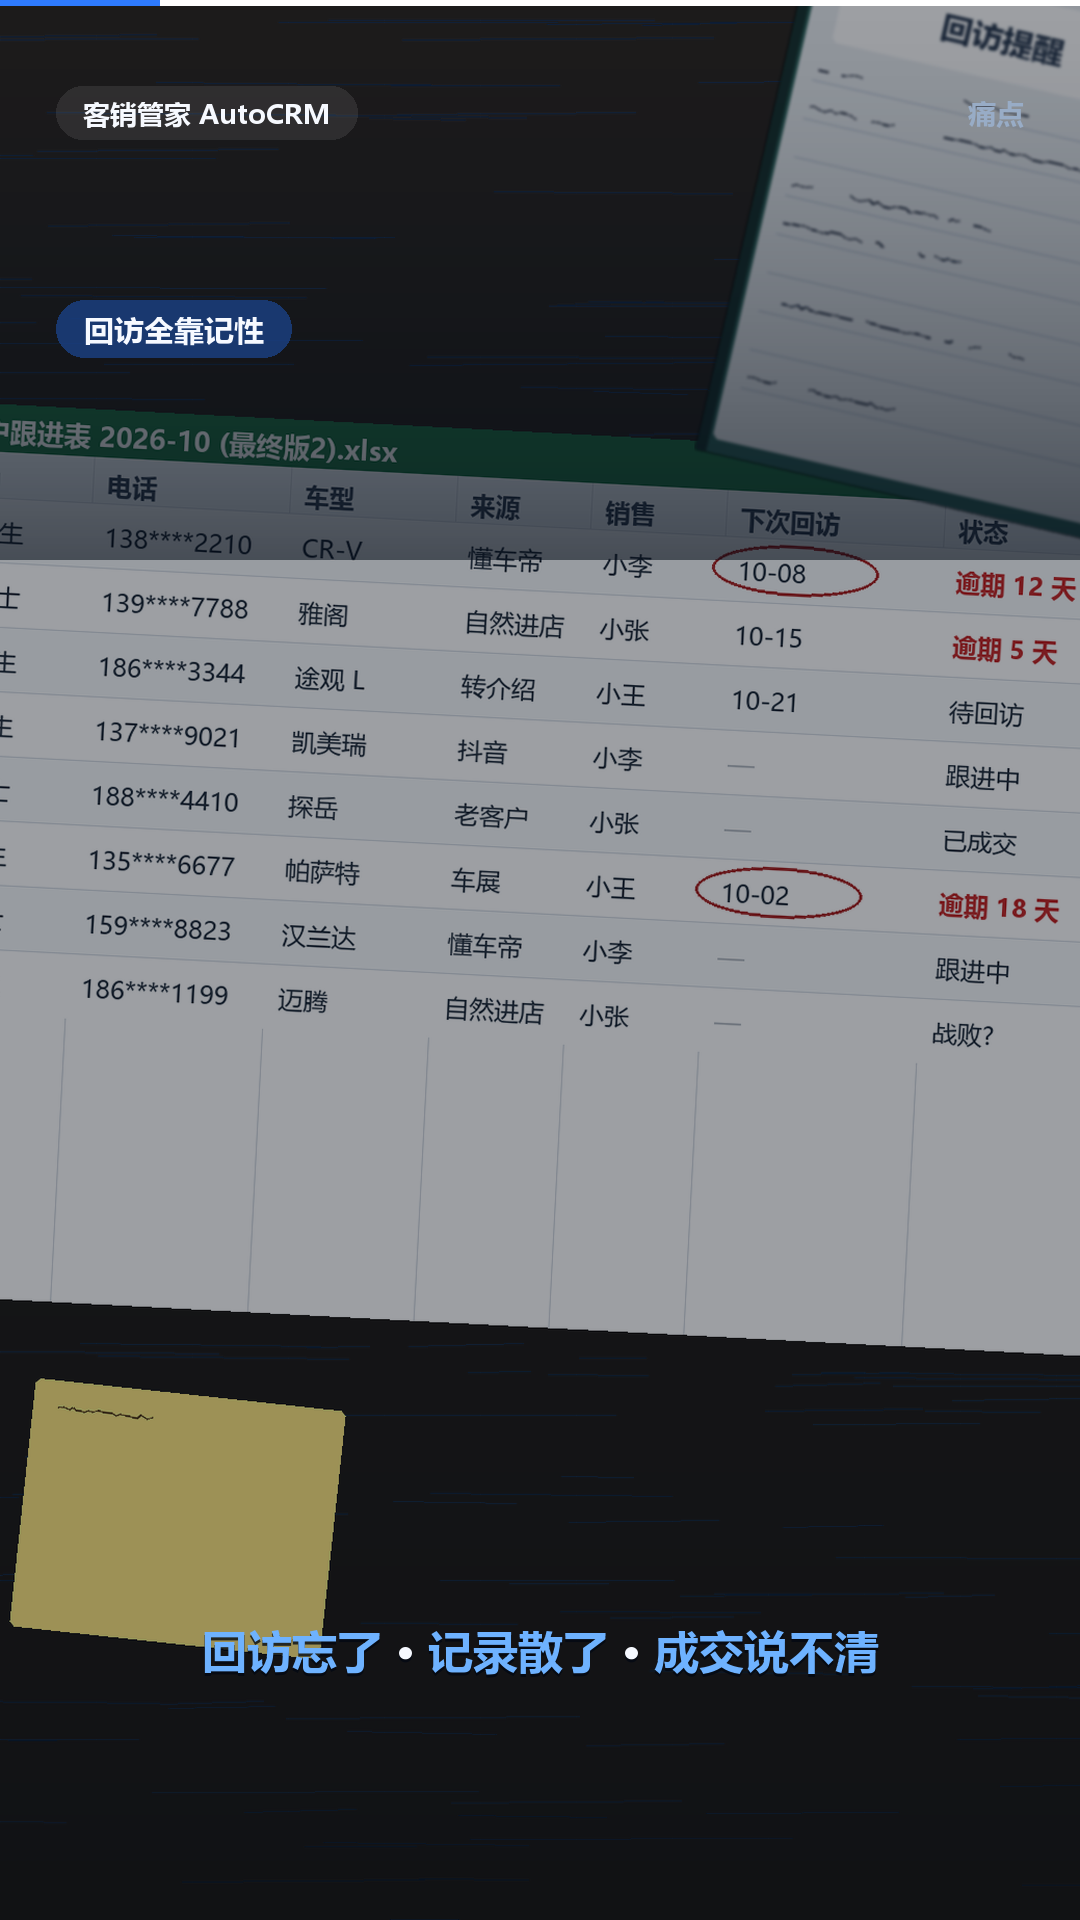 回访提醒
客销管家 AutoCRM
痛点
回访全靠记性
跟进表 2026-10 (最终版2).xlsx
电话 车型 来源 销售 下次回访 状态
生 138****2210 CR-V 懂车帝 小李 10-08 逾期 12 天
士 139****7788 雅阁 自然进店 小张 10-15 逾期 5 天
生 186****3344 途观 L 转介绍 小王 10-21 待回访
生 137****9021 凯美瑞 抖音 小李 — 跟进中
188****4410 探岳 老客户 小张 — 已成交
135****6677 帕萨特 车展 小王 10-02 逾期 18 天
159****8823 汉兰达 懂车帝 小李 — 跟进中
186****1199 迈腾 自然进店 小张 — 战败?
回访忘了 • 记录散了 • 成交说不清